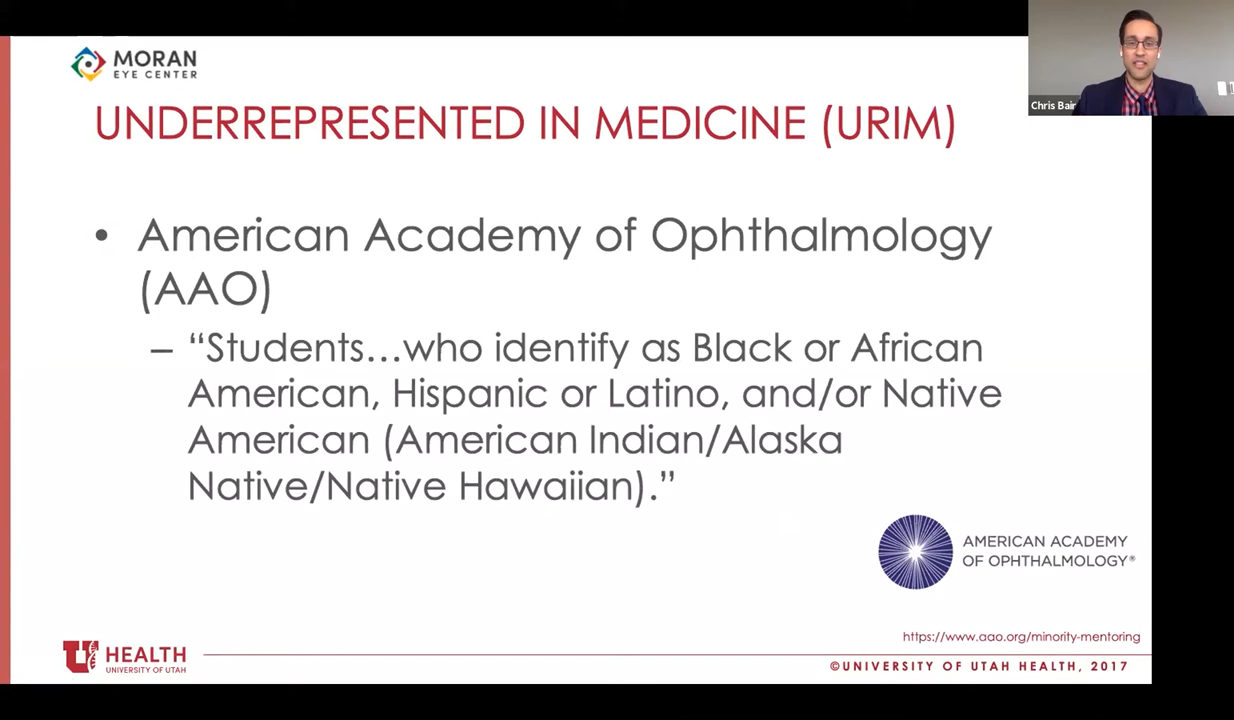 MORAN
EYE CENTER
Chris Bair
UNDERREPRESENTED IN MEDICINE (URIM)
• American Academy of Ophthalmology
(AAO)
– “Students…who identify as Black or African
American, Hispanic or Latino, and/or Native
American (American Indian/Alaska
Native/Native Hawaiian).”
AMERICAN ACADEMY
OF OPHTHALMOLOGY®
https://www.aao.org/minority-mentoring
U HEALTH
UNIVERSITY OF UTAH
©UNIVERSITY OF UTAH HEALTH, 2017